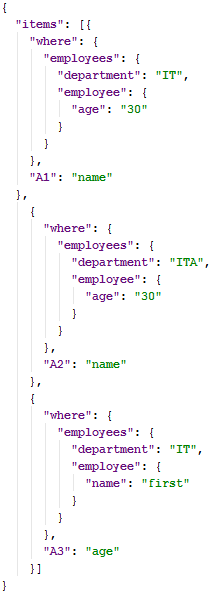 {
  "items": [{
    "where": {
      "employees": {
        "department": "IT",
        "employee": {
          "age": "30"
        }
      }
    },
    "A1": "name"
  },
    {
      "where": {
        "employees": {
          "department": "ITA",
          "employee": {
            "age": "30"
          }
        }
      },
      "A2": "name"
    },
    {
      "where": {
        "employees": {
          "department": "IT",
          "employee": {
            "name": "first"
          }
        }
      },
      "A3": "age"
    }]
}